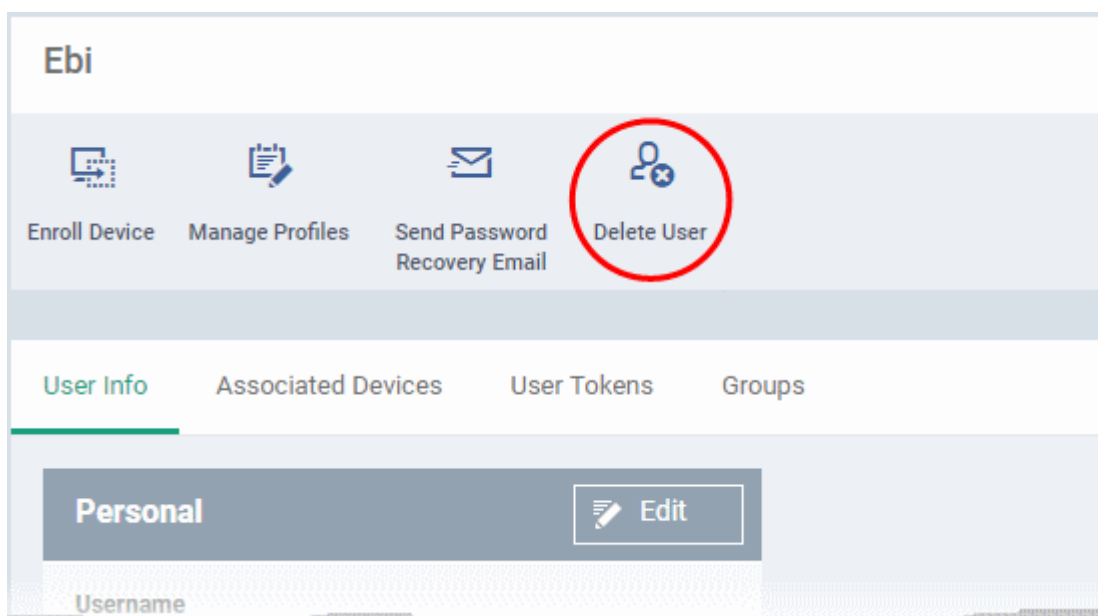 Ebi
Enroll Device Manage Profiles Send Password Delete User
Recovery Email
User Info Associated Devices User Tokens Groups
Personal Edit
Username